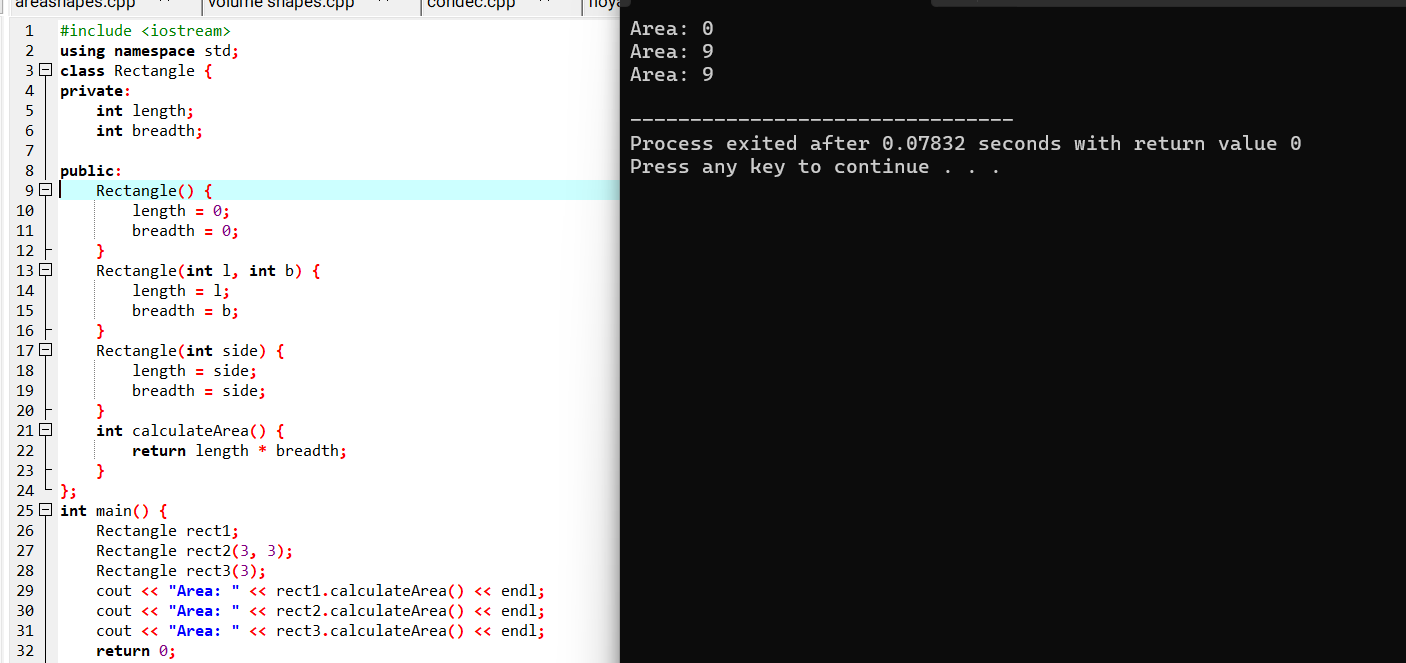 areashapes.cpp volume shapes.cpp condec.cpp
1 #include <iostream>
2 using namespace std;
3 class Rectangle {
4 private:
5 int length;
6 int breadth;
7
8 public:
9 Rectangle() {
10 length = 0;
11 breadth = 0;
12 }
13 Rectangle(int l, int b) {
14 length = l;
15 breadth = b;
16 }
17 Rectangle(int side) {
18 length = side;
19 breadth = side;
20 }
21 int calculateArea() {
22 return length * breadth;
23 }
24 };
25 int main() {
26 Rectangle rect1;
27 Rectangle rect2(3, 3);
28 Rectangle rect3(3);
29 cout << "Area: " << rect1.calculateArea() << endl;
30 cout << "Area: " << rect2.calculateArea() << endl;
31 cout << "Area: " << rect3.calculateArea() << endl;
32 return 0;
Area: 0
Area: 9
Area: 9
--------------------------------
Process exited after 0.07832 seconds with return value 0
Press any key to continue . . .